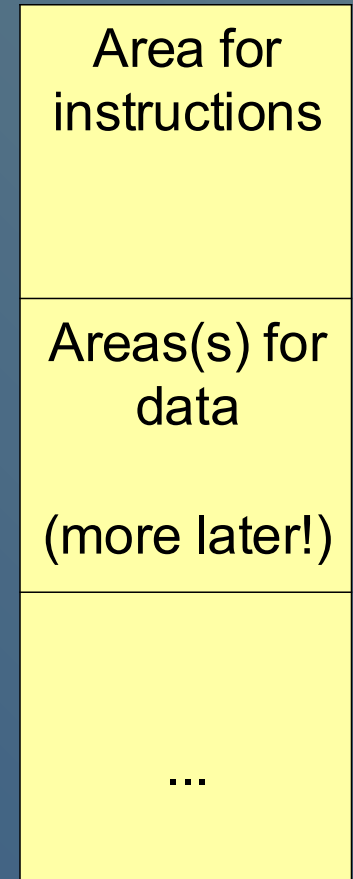 Area for
instructions
Areas(s) for
data
(more later!)
...